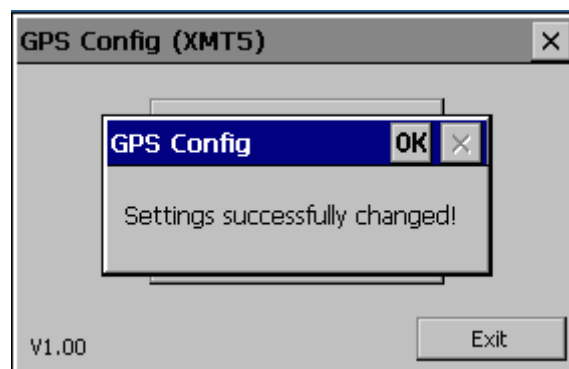 GPS Config (XMT5)
GPS Config OK
Settings successfully changed!
V1.00 Exit